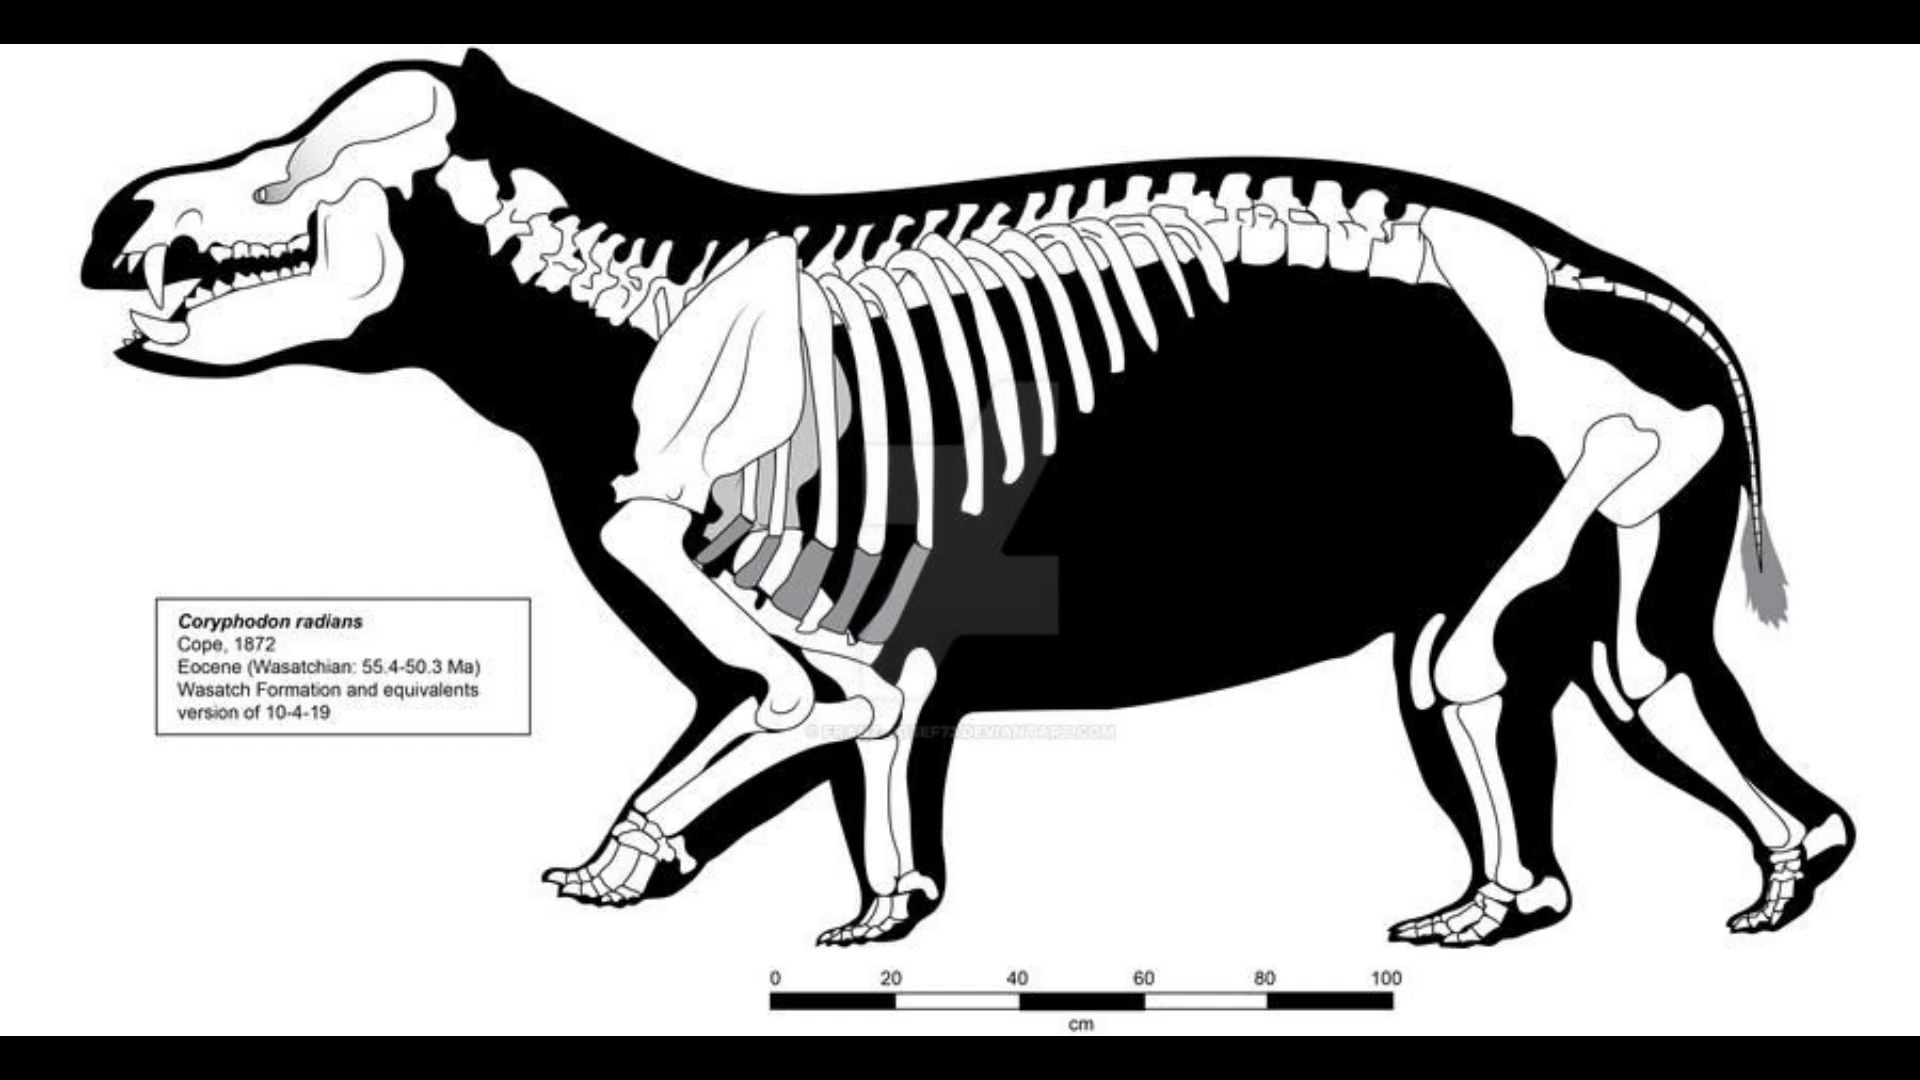 Coryphodon radians
Cope, 1872
Eocene (Wasatchian: 55.4-50.3 Ma)
Wasatch Formation and equivalents
version of 10-4-19
0 20 40 60 80 100
cm